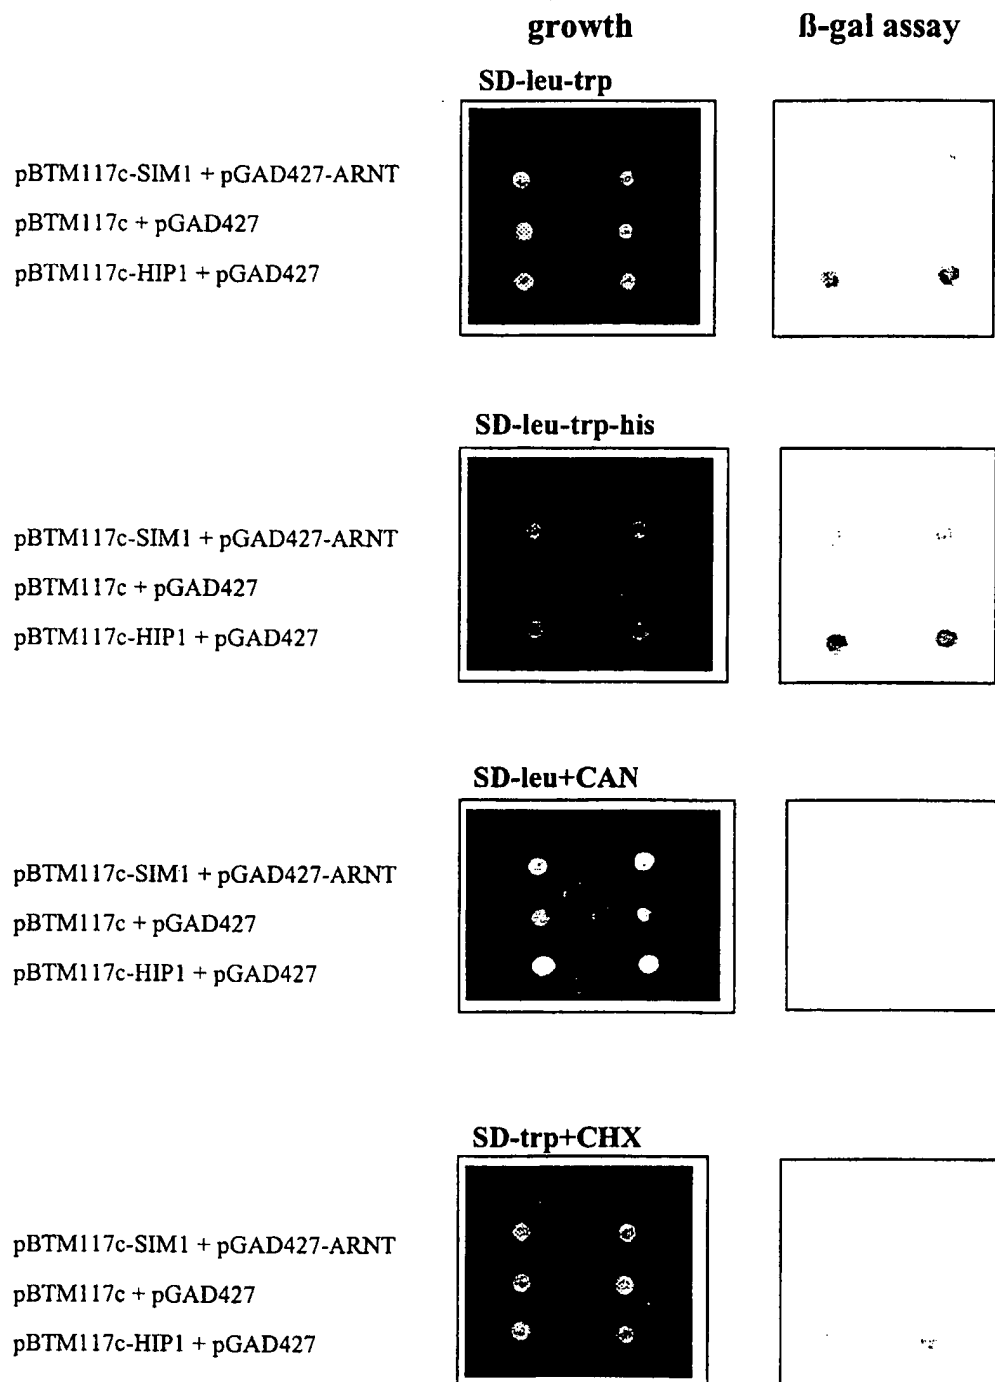 growth ß-gal assay
SD-leu-trp
pBTM117c-SIM1 + pGAD427-ARNT
pBTM117c + pGAD427
pBTM117c-HIP1 + pGAD427
SD-leu-trp-his
pBTM117c-SIM1 + pGAD427-ARNT
pBTM117c + pGAD427
pBTM117c-HIP1 + pGAD427
SD-leu+CAN
pBTM117c-SIM1 + pGAD427-ARNT
pBTM117c + pGAD427
pBTM117c-HIP1 + pGAD427
SD-trp+CHX
pBTM117c-SIM1 + pGAD427-ARNT
pBTM117c + pGAD427
pBTM117c-HIP1 + pGAD427